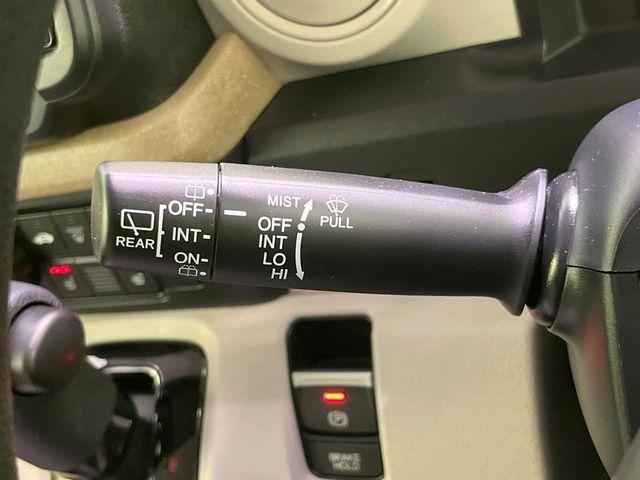 OFF
INT
ON
REAR
MIST
OFF
INT
LO
HI
PULL
BRAKE
HOLD